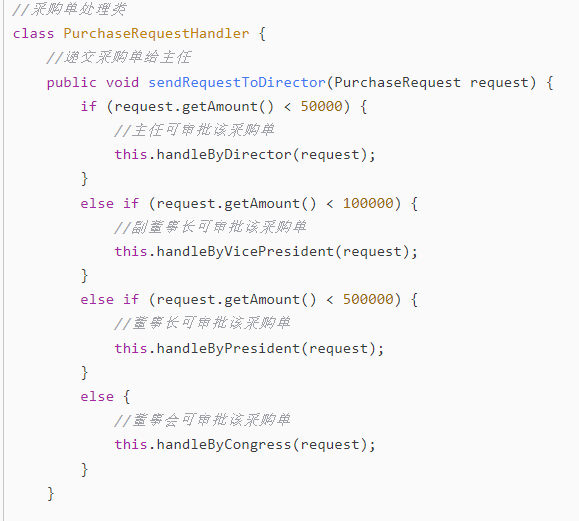 //采购单处理类
class PurchaseRequestHandler {
    //递交采购单给主任
    public void sendRequestToDirector(PurchaseRequest request) {
        if (request.getAmount() < 50000) {
            //主任可审批该采购单
            this.handleByDirector(request);
        }
        else if (request.getAmount() < 100000) {
            //副董事长可审批该采购单
            this.handleByVicePresident(request);
        }
        else if (request.getAmount() < 500000) {
            //董事长可审批该采购单
            this.handleByPresident(request);
        }
        else {
            //董事会可审批该采购单
            this.handleByCongress(request);
        }
    }